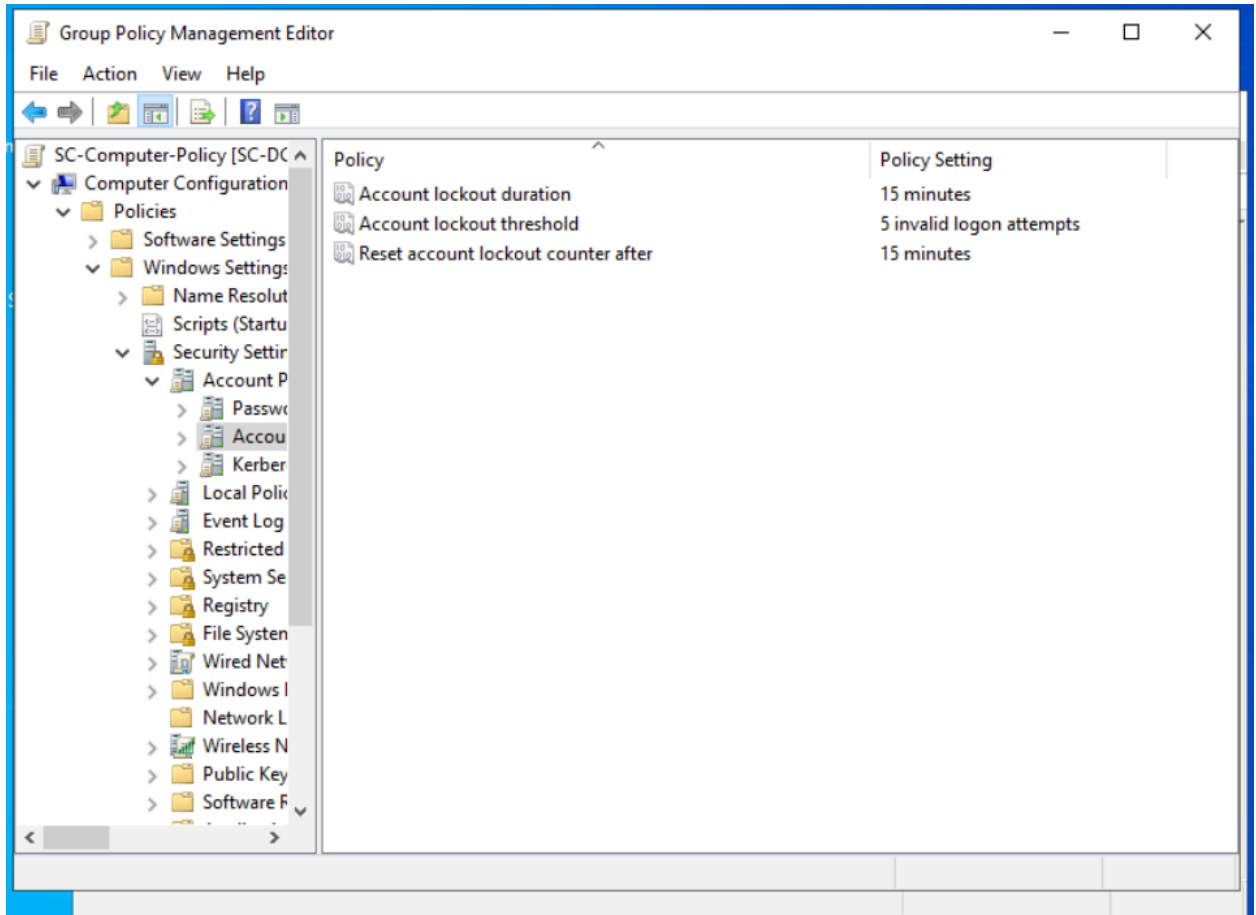 Group Policy Management Editor
File Action View Help
SC-Computer-Policy [SC-DC
Computer Configuration
Policies
Software Settings
Windows Settings
Name Resolut
Scripts (Startu
Security Settin
Account P
Passwo
Accou
Kerber
Local Polic
Event Log
Restricted
System Se
Registry
File System
Wired Net
Windows
Network L
Wireless N
Public Key
Software R
Policy Policy Setting
Account lockout duration 15 minutes
Account lockout threshold 5 invalid logon attempts
Reset account lockout counter after 15 minutes